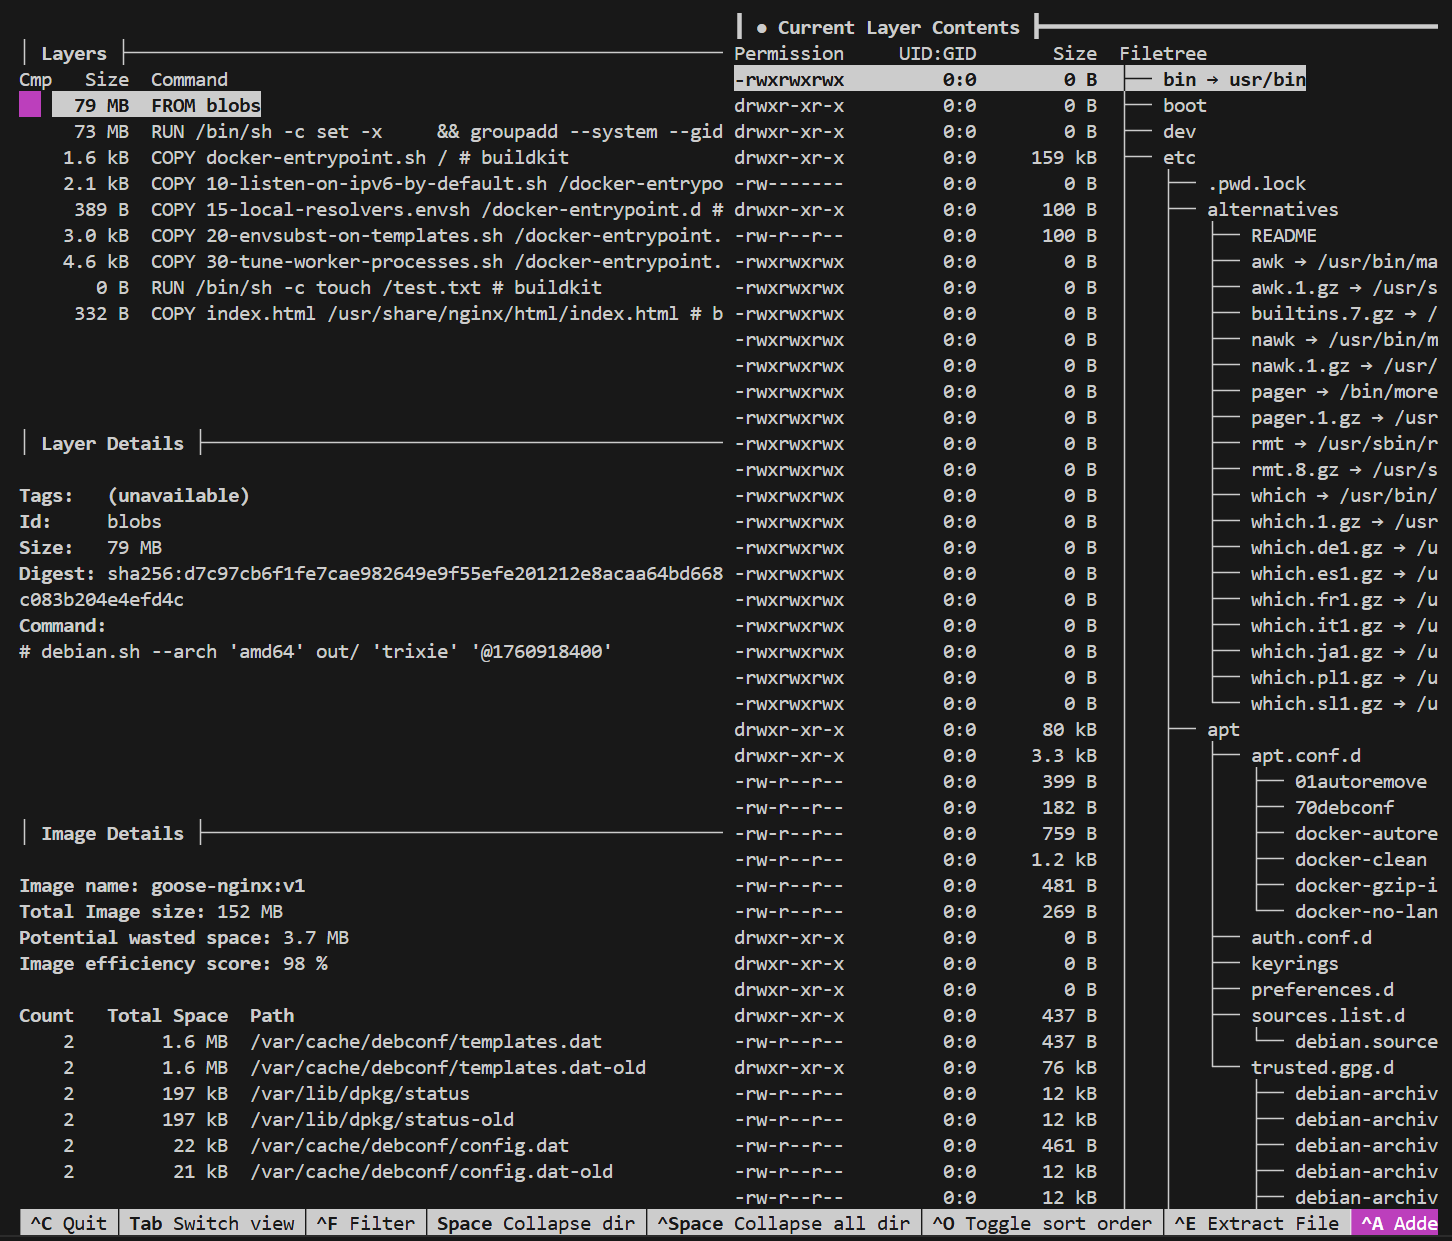 Layers
Cmp Size Command
79 MB FROM blobs
73 MB RUN /bin/sh -c set -x && groupadd --system --gid
1.6 kB COPY docker-entrypoint.sh / # buildkit
2.1 kB COPY 10-listen-on-ipv6-by-default.sh /docker-entrypo
389 B COPY 15-local-resolvers.envsh /docker-entrypoint.d #
3.0 kB COPY 20-envsubst-on-templates.sh /docker-entrypoint.
4.6 kB COPY 30-tune-worker-processes.sh /docker-entrypoint.
0 B RUN /bin/sh -c touch /test.txt # buildkit
332 B COPY index.html /usr/share/nginx/html/index.html # b
Layer Details
Tags: (unavailable)
Id: blobs
Size: 79 MB
Digest: sha256:d7c97cb6f1fe7cae982649e9f55efe201212e8acaa64bd668
c083b204e4efd4c
Command:
# debian.sh --arch 'amd64' out/ 'trixie' '@1760918400'
Image Details
Image name: goose-nginx:v1
Total Image size: 152 MB
Potential wasted space: 3.7 MB
Image efficiency score: 98 %
Count Total Space Path
2 1.6 MB /var/cache/debconf/templates.dat
2 1.6 MB /var/cache/debconf/templates.dat-old
2 197 kB /var/lib/dpkg/status
2 197 kB /var/lib/dpkg/status-old
2 22 kB /var/cache/debconf/config.dat
2 21 kB /var/cache/debconf/config.dat-old
● Current Layer Contents
Permission UID:GID Size Filetree
-rwxrwxrwx 0:0 0 B ├── bin → usr/bin
drwxr-xr-x 0:0 0 B ├── boot
drwxr-xr-x 0:0 0 B ├── dev
drwxr-xr-x 0:0 159 kB ├── etc
-rw------- 0:0 0 B │ ├── .pwd.lock
drwxr-xr-x 0:0 100 B │ ├── alternatives
-rw-r--r-- 0:0 100 B │ │ ├── README
-rwxrwxrwx 0:0 0 B │ │ ├── awk → /usr/bin/ma
-rwxrwxrwx 0:0 0 B │ │ ├── awk.1.gz → /usr/s
-rwxrwxrwx 0:0 0 B │ │ ├── builtins.7.gz → /
-rwxrwxrwx 0:0 0 B │ │ ├── nawk → /usr/bin/m
-rwxrwxrwx 0:0 0 B │ │ ├── nawk.1.gz → /usr/
-rwxrwxrwx 0:0 0 B │ │ ├── pager → /bin/more
-rwxrwxrwx 0:0 0 B │ │ ├── pager.1.gz → /usr
-rwxrwxrwx 0:0 0 B │ │ ├── rmt → /usr/sbin/r
-rwxrwxrwx 0:0 0 B │ │ ├── rmt.8.gz → /usr/s
-rwxrwxrwx 0:0 0 B │ │ ├── which → /usr/bin/
-rwxrwxrwx 0:0 0 B │ │ ├── which.1.gz → /usr
-rwxrwxrwx 0:0 0 B │ │ ├── which.de1.gz → /u
-rwxrwxrwx 0:0 0 B │ │ ├── which.es1.gz → /u
-rwxrwxrwx 0:0 0 B │ │ ├── which.fr1.gz → /u
-rwxrwxrwx 0:0 0 B │ │ ├── which.it1.gz → /u
-rwxrwxrwx 0:0 0 B │ │ ├── which.ja1.gz → /u
-rwxrwxrwx 0:0 0 B │ │ ├── which.pl1.gz → /u
-rwxrwxrwx 0:0 0 B │ │ └── which.sl1.gz → /u
drwxr-xr-x 0:0 80 kB │ ├── apt
drwxr-xr-x 0:0 3.3 kB │ │ ├── apt.conf.d
-rw-r--r-- 0:0 399 B │ │ │ ├── 01autoremove
-rw-r--r-- 0:0 182 B │ │ │ ├── 70debconf
-rw-r--r-- 0:0 759 B │ │ │ ├── docker-autore
-rw-r--r-- 0:0 1.2 kB │ │ │ ├── docker-clean
-rw-r--r-- 0:0 481 B │ │ │ ├── docker-gzip-i
-rw-r--r-- 0:0 269 B │ │ │ └── docker-no-lan
drwxr-xr-x 0:0 0 B │ │ ├── auth.conf.d
drwxr-xr-x 0:0 0 B │ │ ├── keyrings
drwxr-xr-x 0:0 0 B │ │ ├── preferences.d
drwxr-xr-x 0:0 437 B │ │ ├── sources.list.d
-rw-r--r-- 0:0 437 B │ │ │ └── debian.source
drwxr-xr-x 0:0 76 kB │ │ └── trusted.gpg.d
-rw-r--r-- 0:0 12 kB │ │ ├── debian-archiv
-rw-r--r-- 0:0 12 kB │ │ ├── debian-archiv
-rw-r--r-- 0:0 461 B │ │ ├── debian-archiv
-rw-r--r-- 0:0 12 kB │ │ ├── debian-archiv
-rw-r--r-- 0:0 12 kB │ │ ├── debian-archiv
^C Quit Tab Switch view ^F Filter Space Collapse dir ^Space Collapse all dir ^O Toggle sort order ^E Extract File ^A Adde